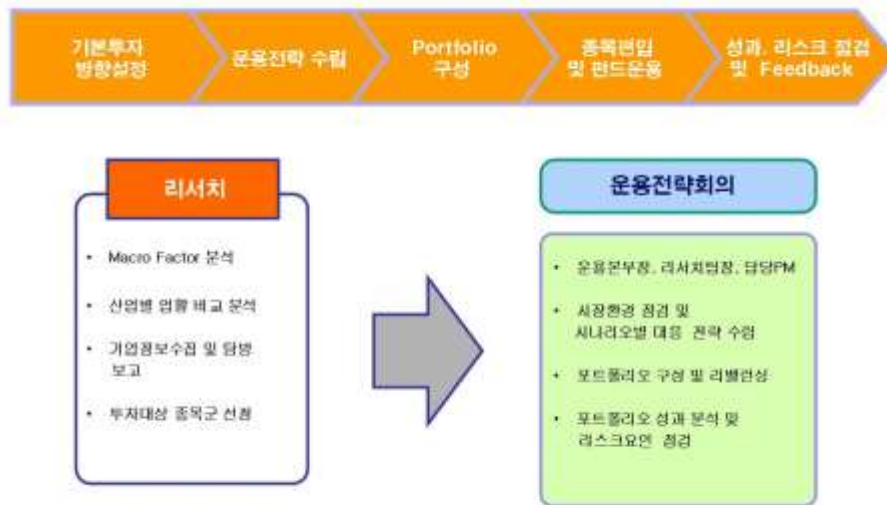 기본투자
방향설정
운용전략 수립
Portfolio
구성
종목편입
및 펀드운용
성과. 리스크 점검
및 Feedback
리서치
• Macro Factor 분석
• 산업별 업황 비교 분석
• 기업정보수집 및 탐방
보고
• 투자대상 종목군 선정
운용전략회의
• 운용본부장. 리서치팀장. 담당PM
• 시장환경 점검 및
시나리오별 대응 전략 수립
• 포트폴리오 구성 및 리밸런싱
• 포트폴리오 성과 분석 및
리스크요인 점검